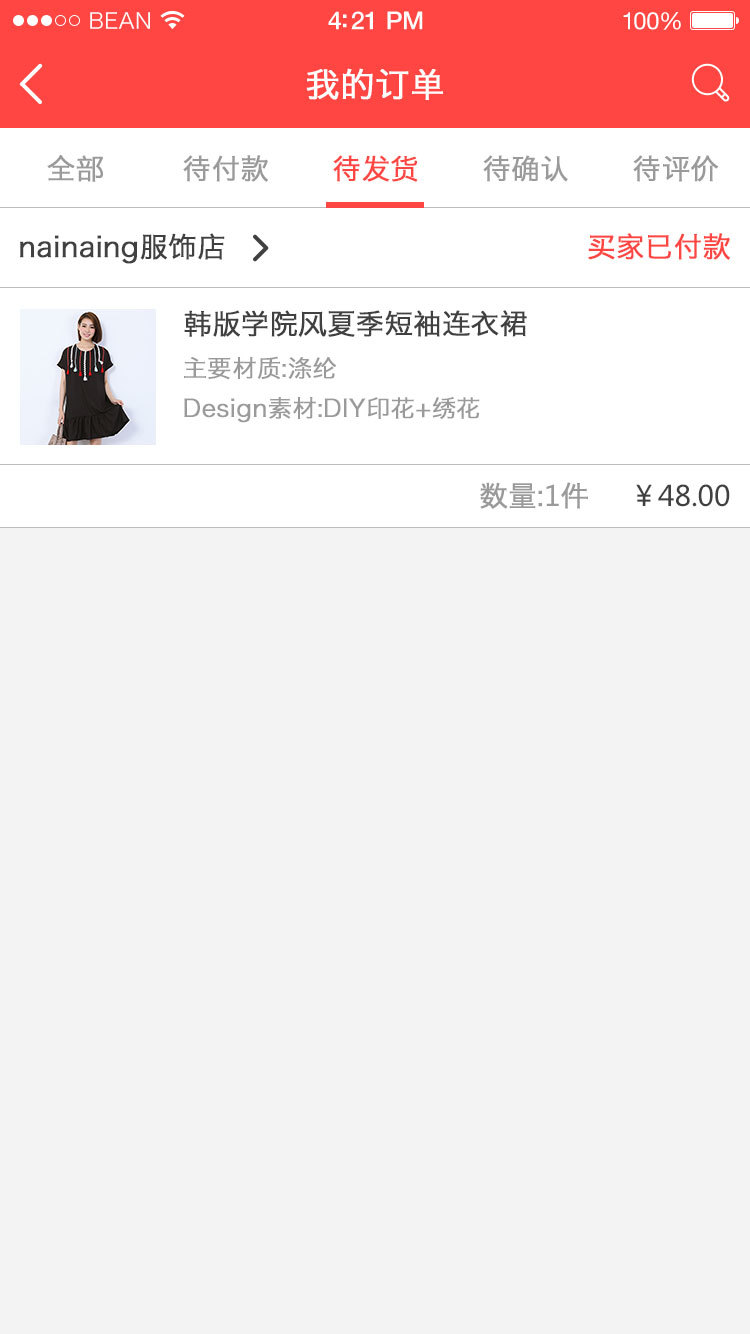 BEAN 4:21 PM 100%
我的订单
全部 待付款 待发货 待确认 待评价
nainaing服饰店 买家已付款
韩版学院风夏季短袖连衣裙
主要材质:涤纶
Design素材:DIY印花+绣花
数量:1件 ¥48.00